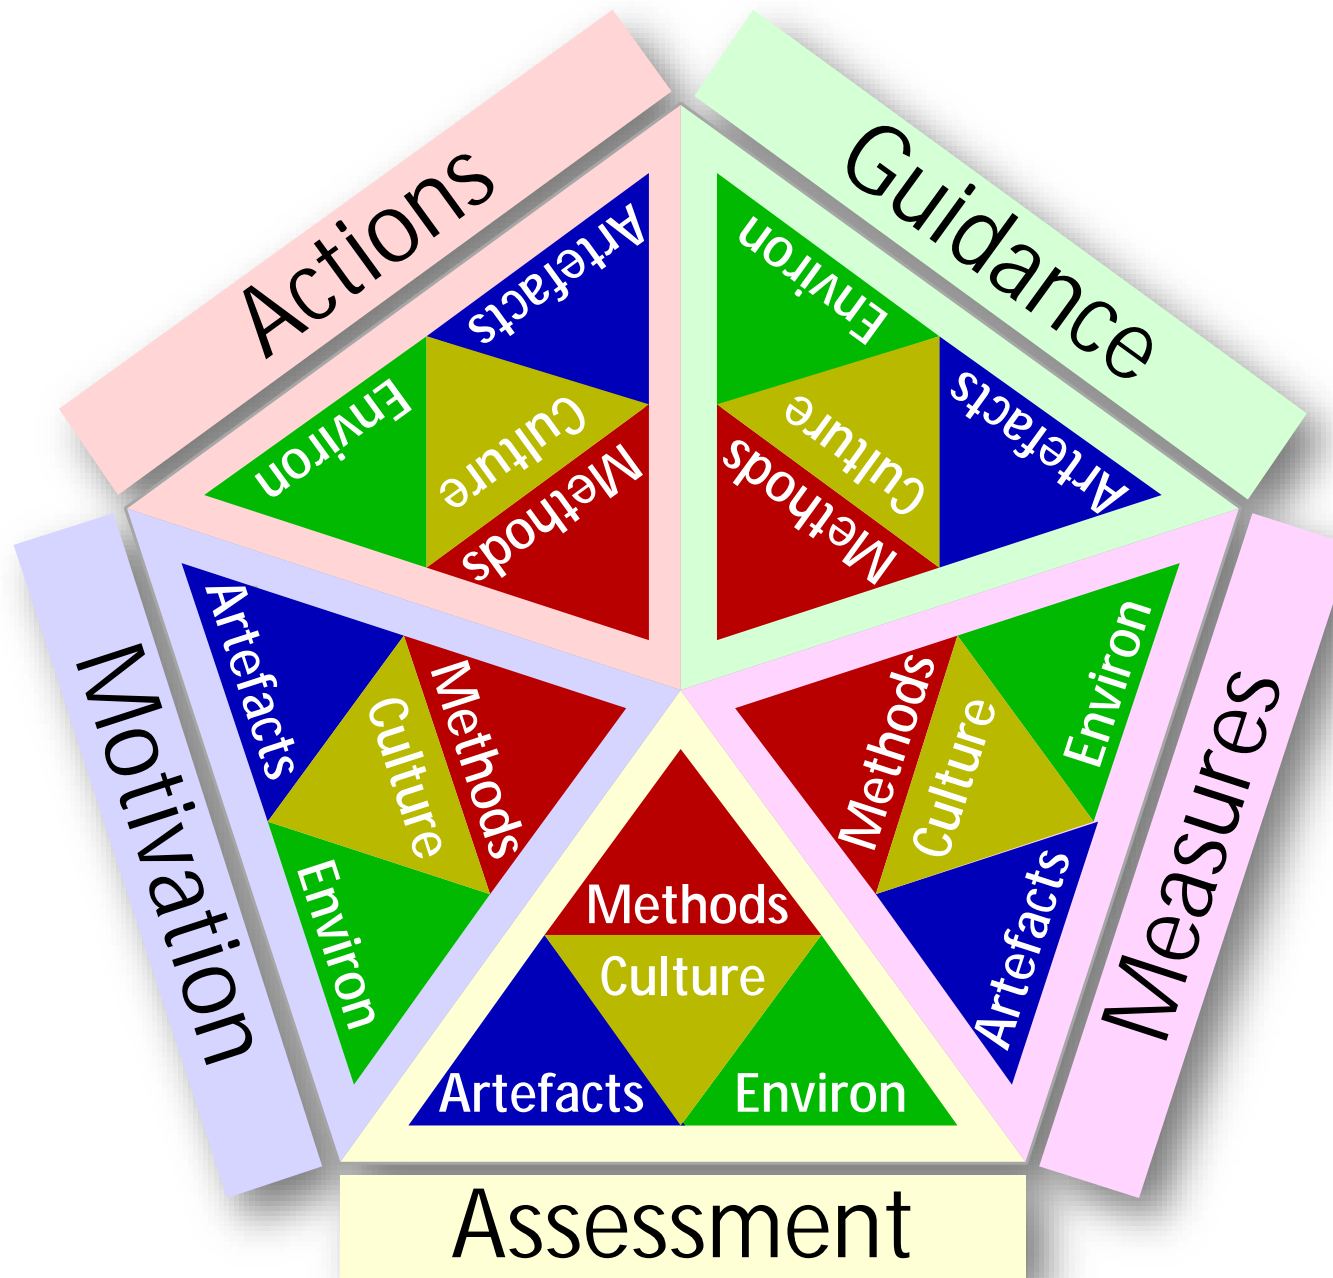 Actions
Artefacts
Environ
Culture
Methods
Guidance
Environ
Artefacts
Culture
Methods
Motivation
Artefacts
Methods
Culture
Environ
Measures
Environ
Methods
Culture
Artefacts
Methods
Culture
Artefacts
Environ
Assessment